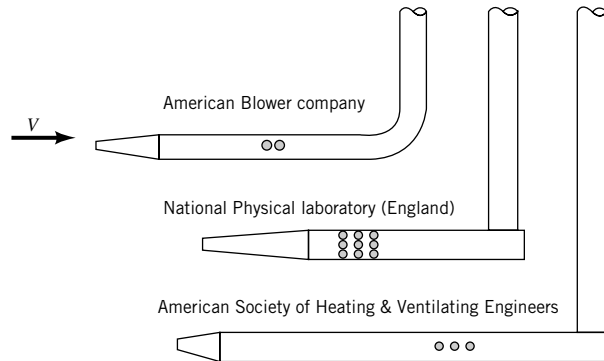 American Blower company
V
National Physical laboratory (England)
American Society of Heating & Ventilating Engineers